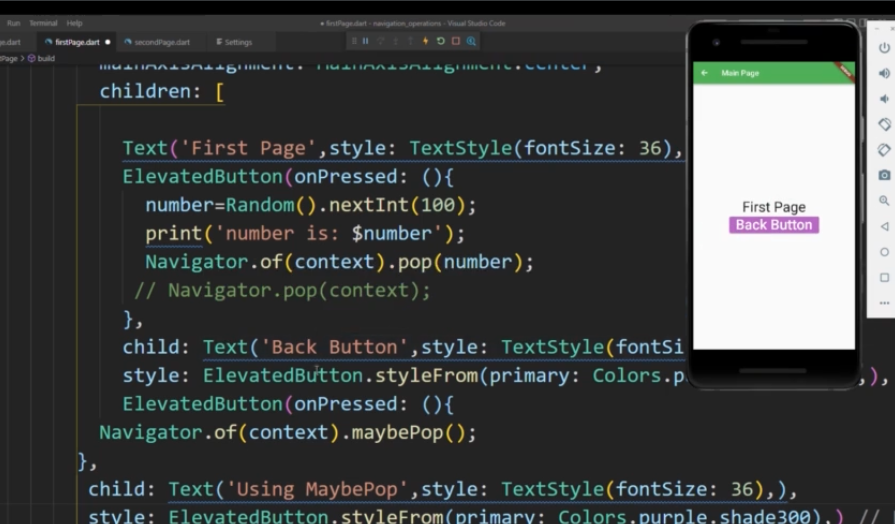 Run Terminal Help
firstPage.dart - navigation_operations - Visual Studio Code
ge.dart firstPage.dart secondPage.dart Settings
tPage > build
mainAxisAlignment: MainAxisAlignment.center,
children: [
Text('First Page',style: TextStyle(fontSize: 36),
ElevatedButton(onPressed: (){
number=Random().nextInt(100);
print('number is: $number');
Navigator.of(context).pop(number);
// Navigator.pop(context);
},
child: Text('Back Button',style: TextStyle(fontSi
style: ElevatedButton.styleFrom(primary: Colors.p ,),
ElevatedButton(onPressed: (){
Navigator.of(context).maybePop();
},
child: Text('Using MaybePop',style: TextStyle(fontSize: 36),),
style: ElevatedButton.styleFrom(primary: Colors.purple.shade300),) //
Main Page
First Page
Back Button